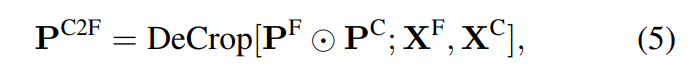 P^{C2F} = DeCrop[P^F ⊙ P^C; X^F, X^C], (5)